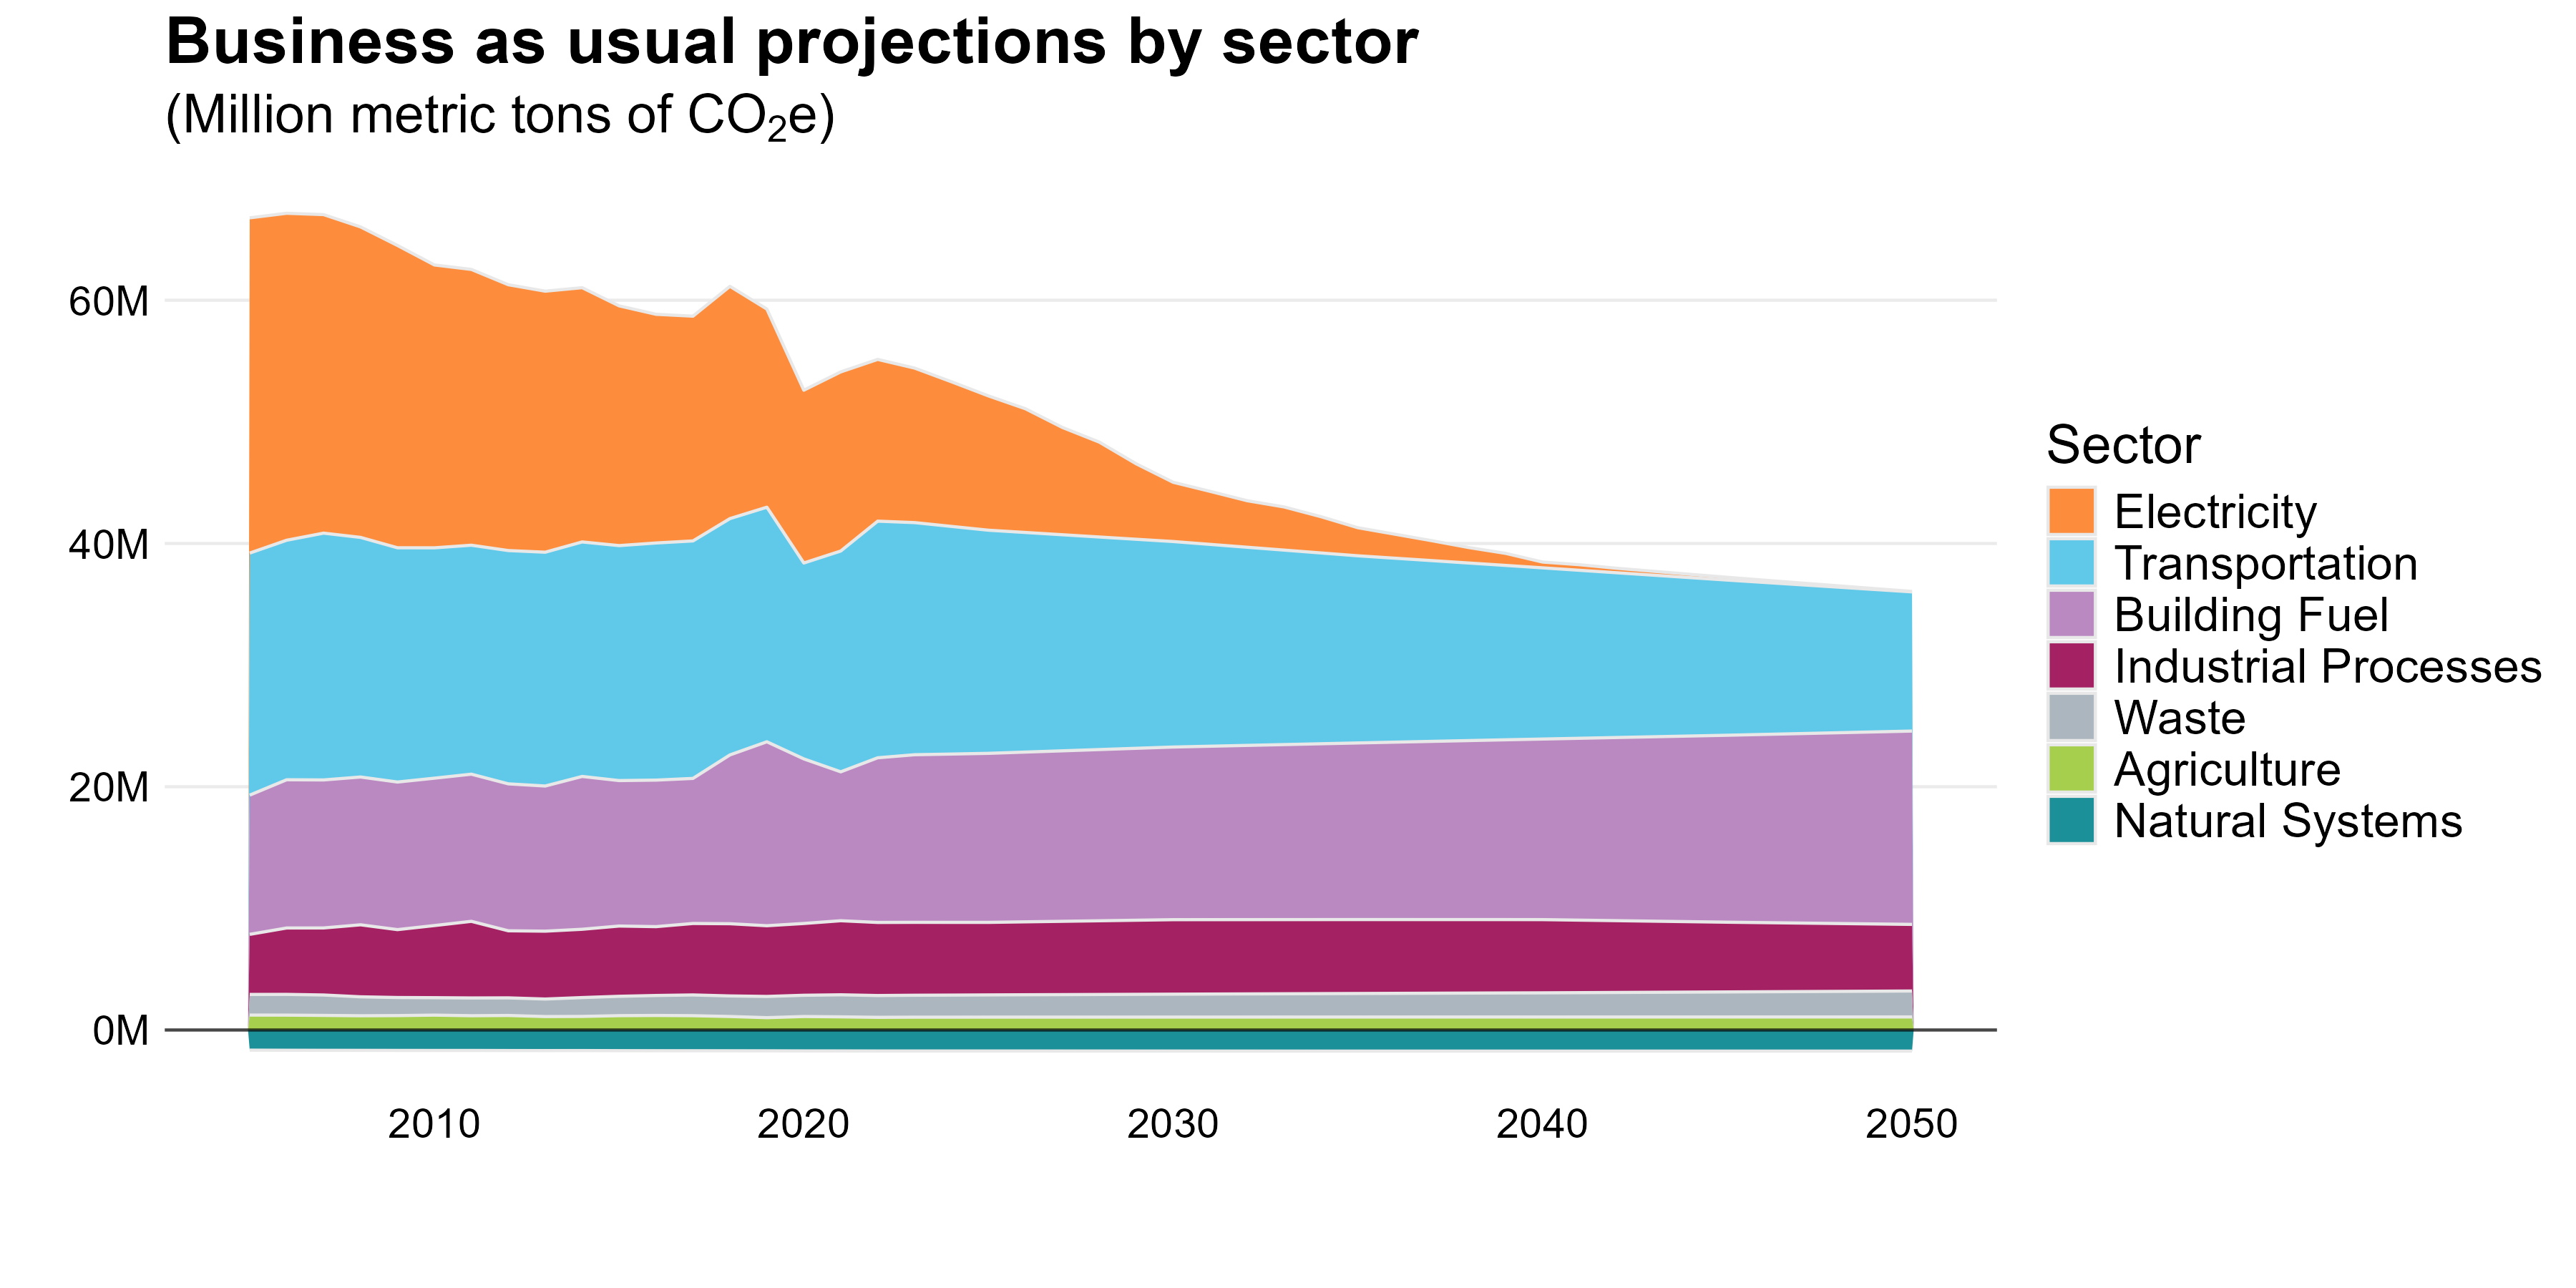 Business as usual projections by sector
(Million metric tons of CO₂e)
60M
40M
20M
0M
2010 2020 2030 2040 2050
Sector
Electricity
Transportation
Building Fuel
Industrial Processes
Waste
Agriculture
Natural Systems